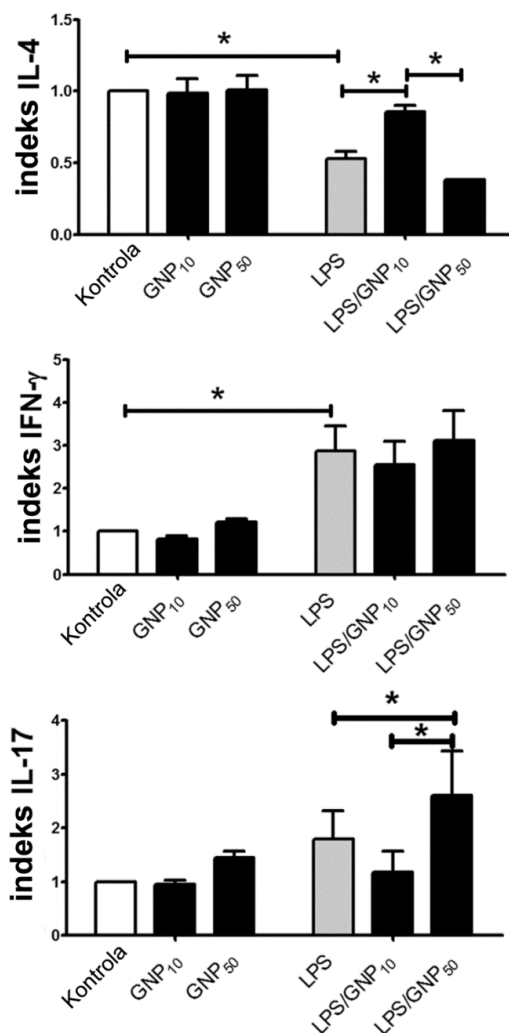 indeks IL-4
1.5
1.0
0.5
0.0
*
*
*
Kontrola
GNP₁₀
GNP₅₀
LPS
LPS/GNP₁₀
LPS/GNP₅₀
indeks IFN-γ
5
4
3
2
1
0
*
Kontrola
GNP₁₀
GNP₅₀
LPS
LPS/GNP₁₀
LPS/GNP₅₀
indeks IL-17
4
3
2
1
0
*
*
Kontrola
GNP₁₀
GNP₅₀
LPS
LPS/GNP₁₀
LPS/GNP₅₀